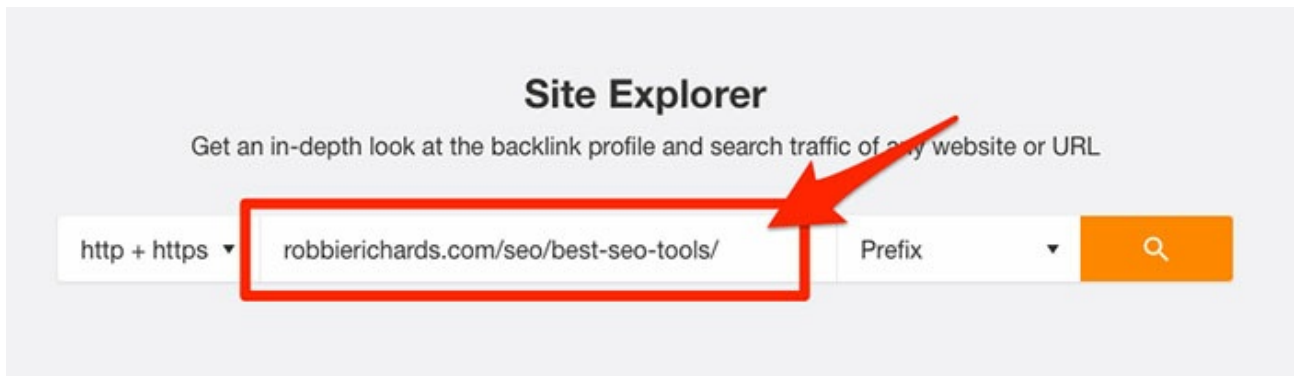 Site Explorer
Get an in-depth look at the backlink profile and search traffic of any website or URL
http + https robbierichards.com/seo/best-seo-tools/ Prefix